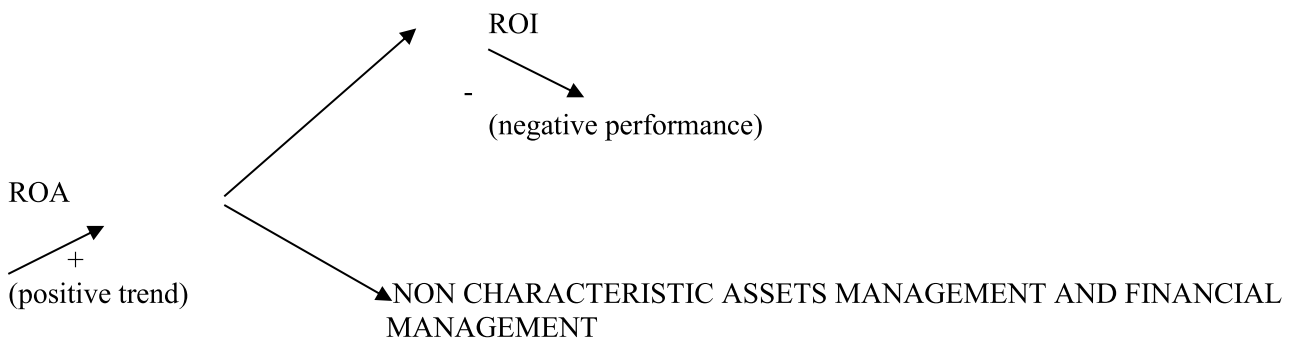 ROI
-
(negative performance)
ROA
+
(positive trend)
NON CHARACTERISTIC ASSETS MANAGEMENT AND FINANCIAL
MANAGEMENT